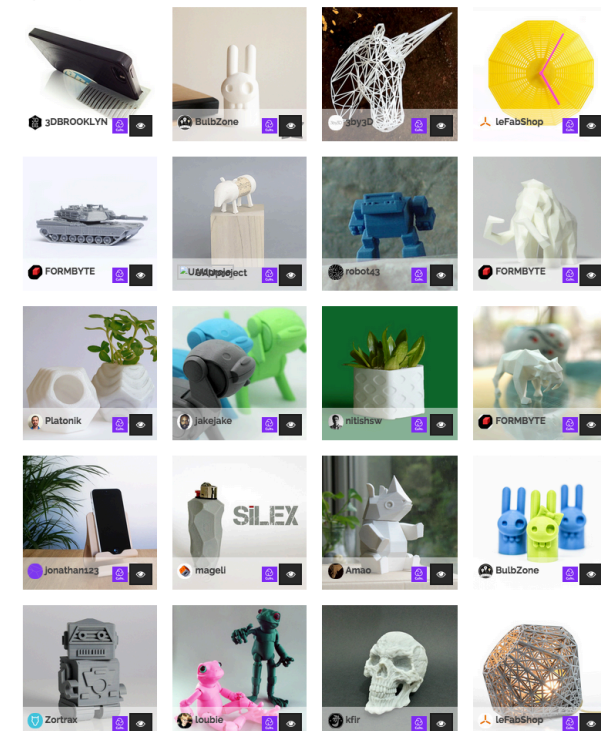 3DBROOKLYN
BulbZone
3by3D
leFabShop
FORMBYTE
robot43
FORMBYTE
Platonik
jakejake
nitishsw
FORMBYTE
SiLEX
jonathan123
mageli
Amao
BulbZone
Zortrax
loubie
kfir
leFabShop